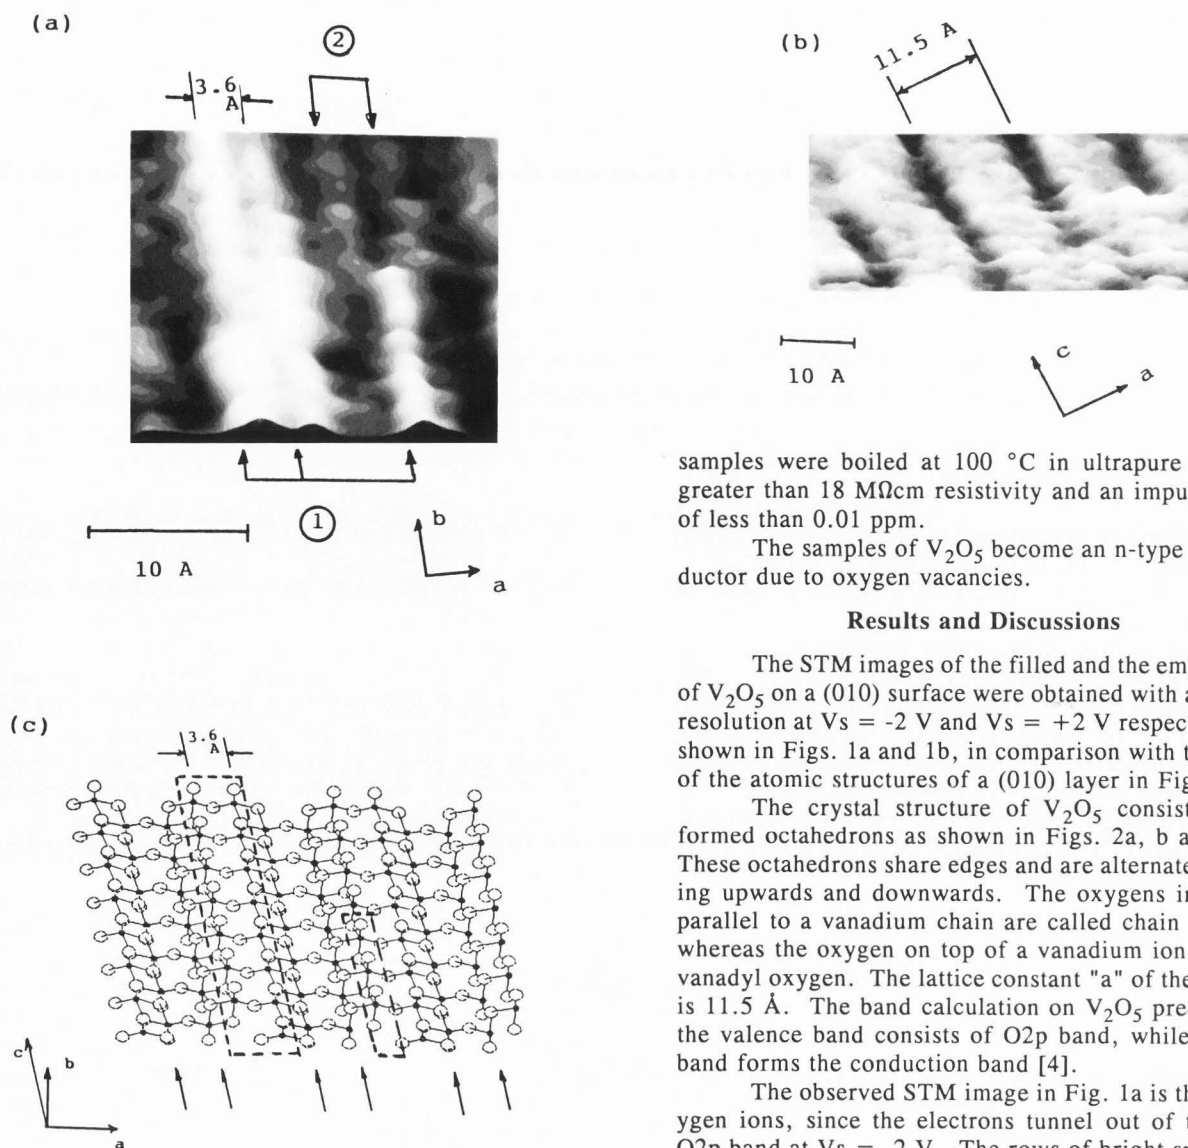 (a)
②
3.6
A
①
10 A
b
a
(b)
11.5 A
10 A
c
a
(c)
3.6
A
c
b
a
samples were boiled at 100 °C in ultrapure
greater than 18 MΩcm resistivity and an impu
of less than 0.01 ppm.
The samples of V₂O₅ become an n-type
ductor due to oxygen vacancies.
Results and Discussions
The STM images of the filled and the em
of V₂O₅ on a (010) surface were obtained with a
resolution at Vs = -2 V and Vs = +2 V respec
shown in Figs. 1a and 1b, in comparison with t
of the atomic structures of a (010) layer in Fig
The crystal structure of V₂O₅ consist
formed octahedrons as shown in Figs. 2a, b a
These octahedrons share edges and are alternate
ing upwards and downwards. The oxygens in
parallel to a vanadium chain are called chain
whereas the oxygen on top of a vanadium ion
vanadyl oxygen. The lattice constant "a" of the
is 11.5 Å. The band calculation on V₂O₅ pre
the valence band consists of O2p band, while
band forms the conduction band [4].
The observed STM image in Fig. 1a is th
ygen ions, since the electrons tunnel out of t
O2p band at Vs = -2 V. The rows of bright s